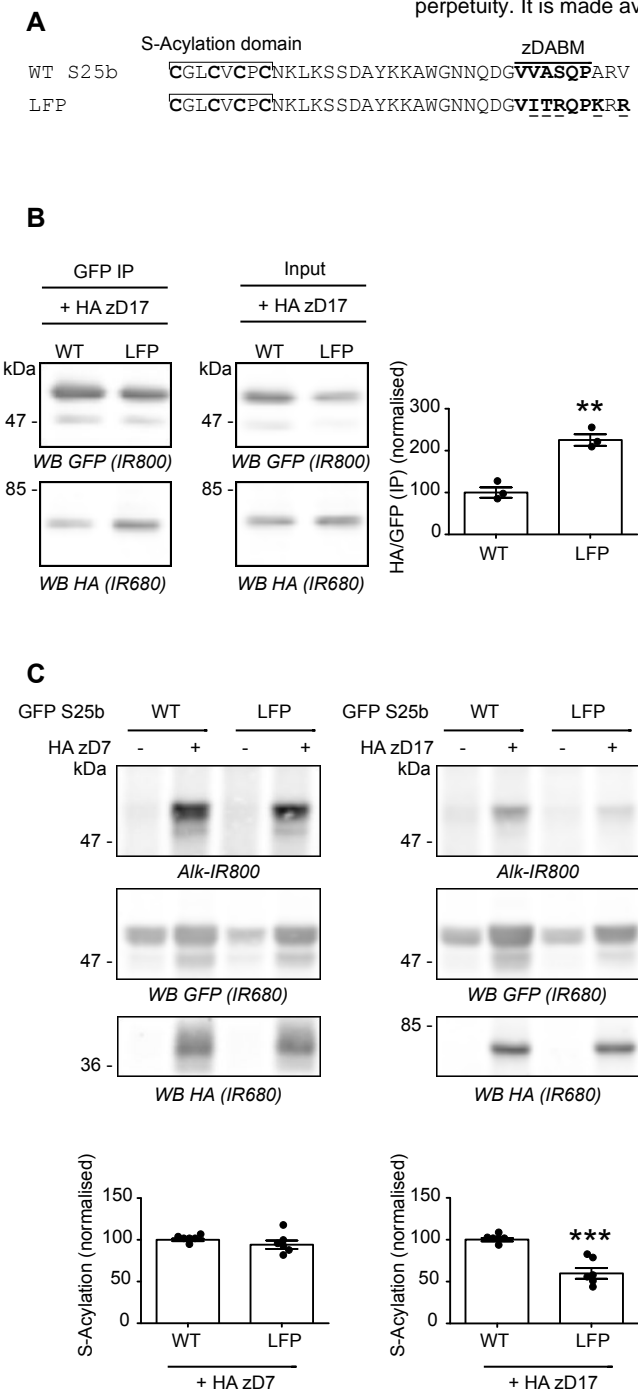 perpetuity. It is made av
A
S-Acylation domain
zDABM
WT S25b CGLCVCPCNKLKSSDAYKKAWGNNQDGVVASQPARV
LFP CGLCVCPCNKLKSSDAYKKAWGNNQDGVITRQPKRR
B
GFP IP
+ HA zD17
WT LFP
kDa
47 -
WB GFP (IR800)
85 -
WB HA (IR680)
Input
+ HA zD17
WT LFP
kDa
47 -
WB GFP (IR800)
85 -
WB HA (IR680)
HA/GFP (IP) (normalised)
300
200
100
0
**
WT LFP
C
GFP S25b WT LFP
HA zD7 - + - +
kDa
47 -
Alk-IR800
47 -
WB GFP (IR680)
36 -
WB HA (IR680)
GFP S25b WT LFP
HA zD17 - + - +
kDa
47 -
Alk-IR800
47 -
WB GFP (IR680)
85 -
WB HA (IR680)
S-Acylation (normalised)
150
100
50
0
WT LFP
+ HA zD7
S-Acylation (normalised)
150
100
50
0
***
WT LFP
+ HA zD17